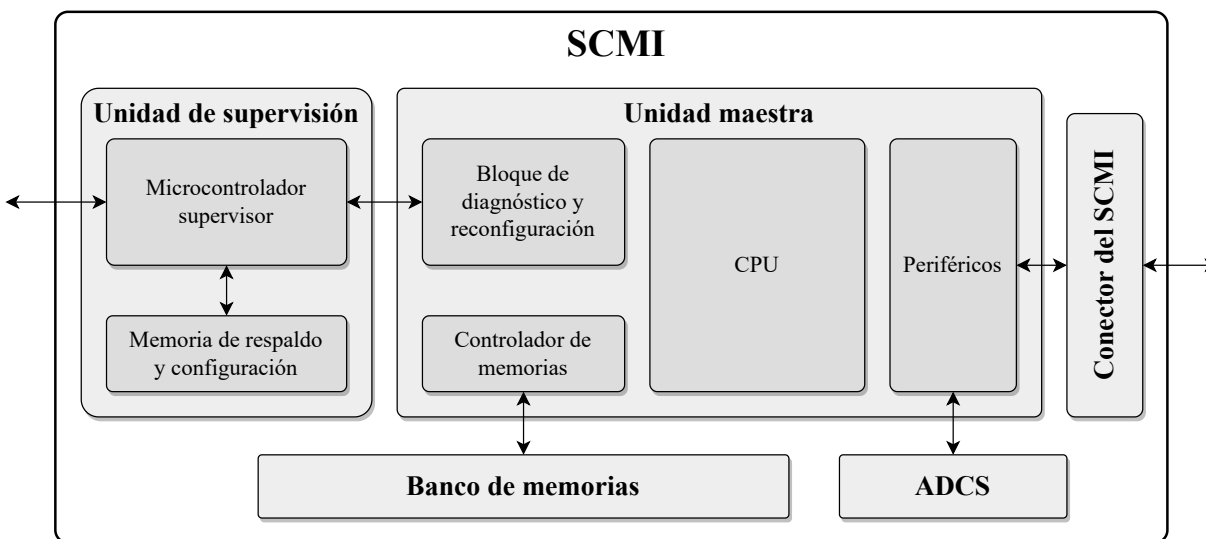 SCMI
Unidad de supervisión
Microcontrolador
supervisor
Memoria de respaldo
y configuración
Unidad maestra
Bloque de
diagnóstico y
reconfiguración
Controlador de
memorias
CPU
Periféricos
Conector del SCMI
Banco de memorias
ADCS